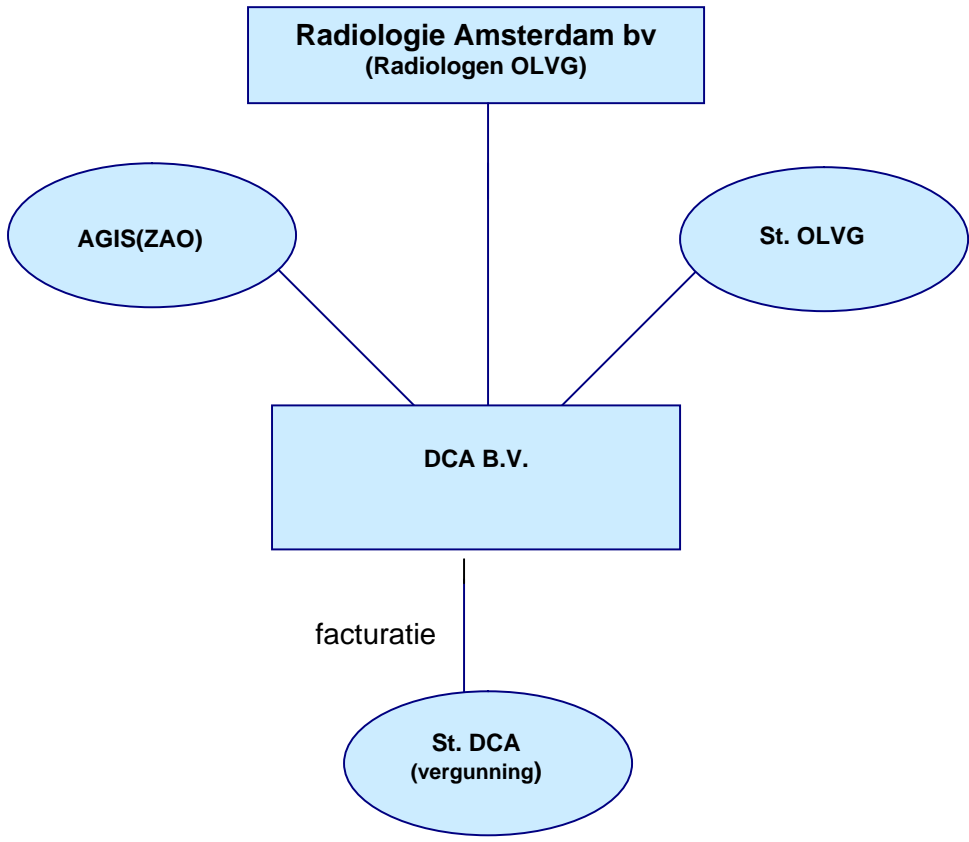 Radiologie Amsterdam bv
(Radiologen OLVG)
AGIS(ZAO)
St. OLVG
DCA B.V.
facturatie
St. DCA
(vergunning)